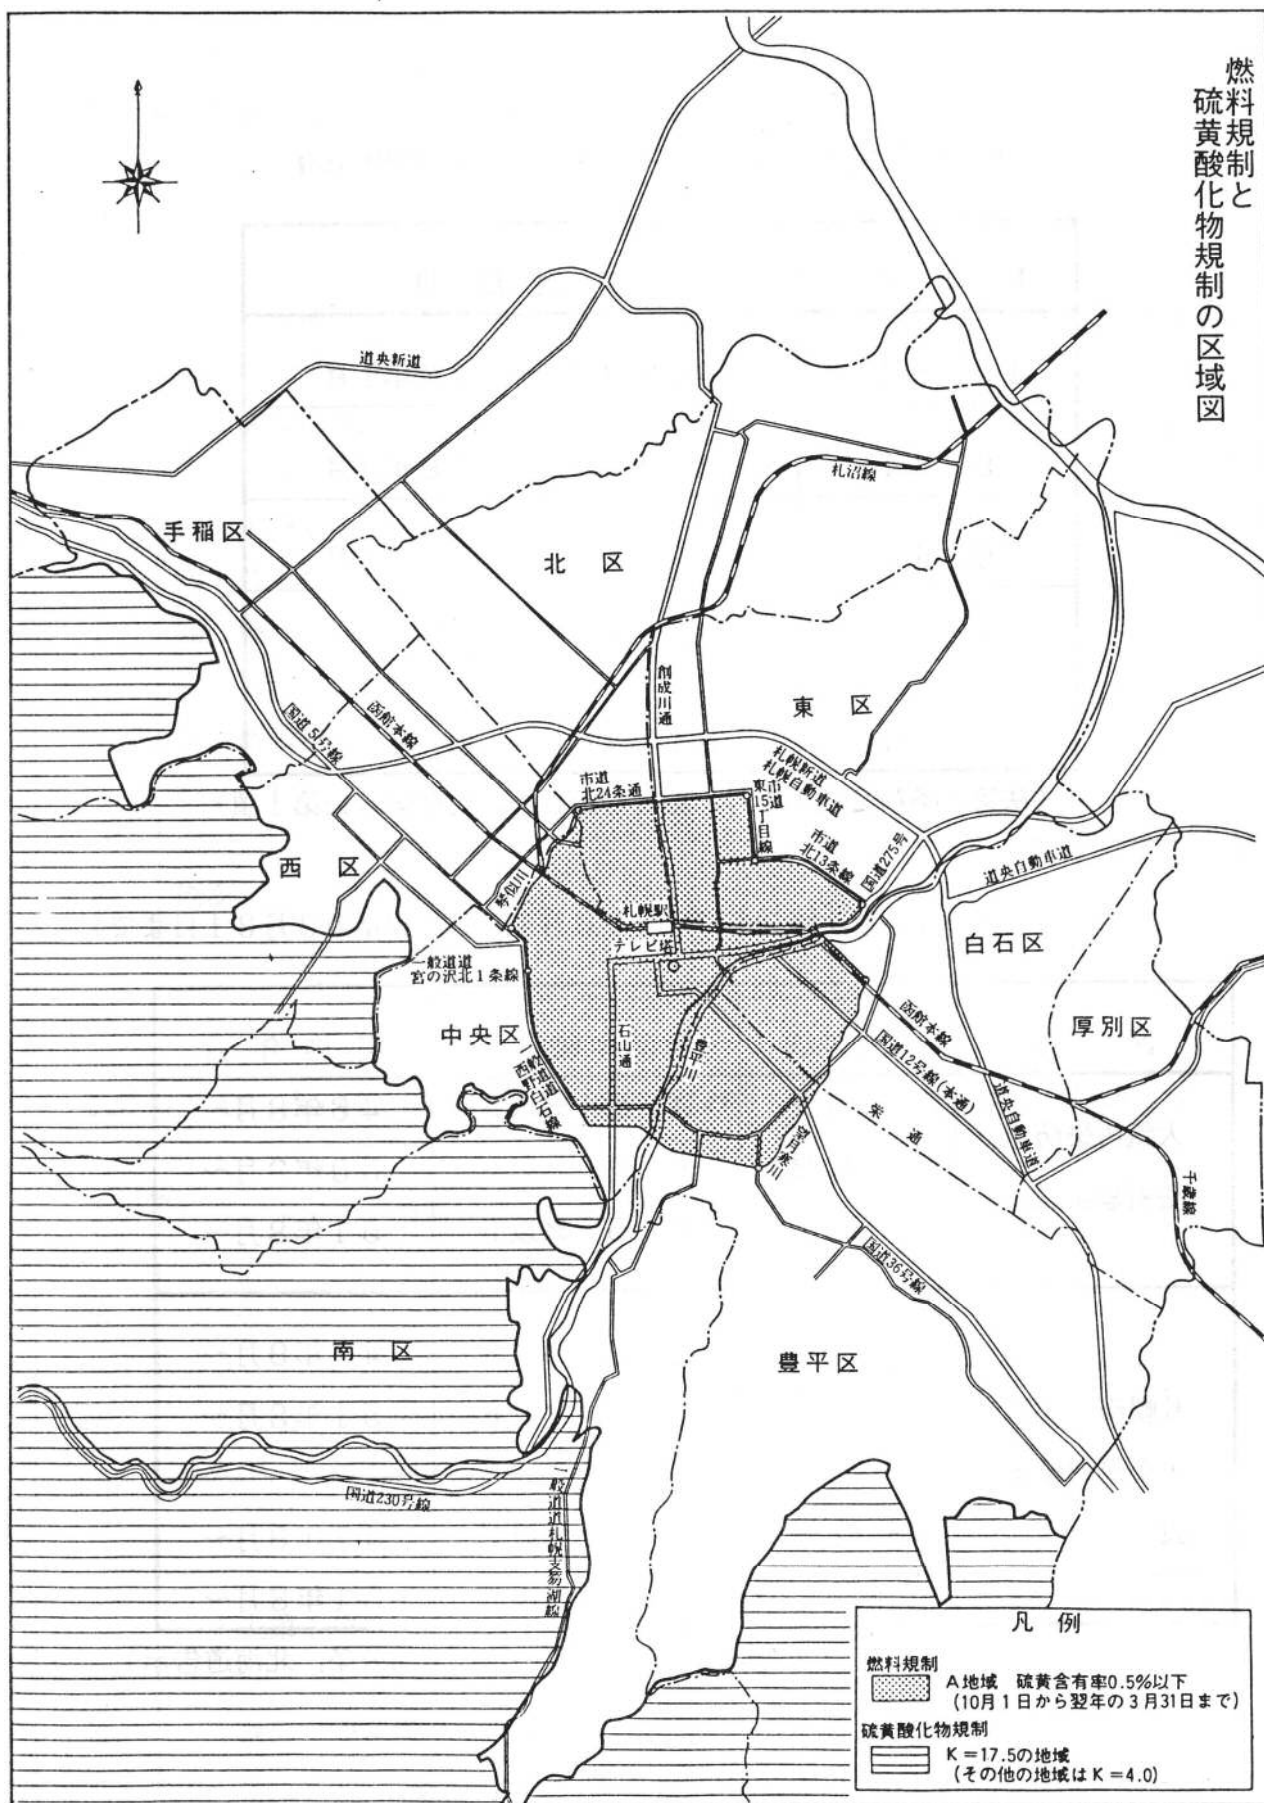 燃料規制と
硫黄酸化物規制の区域図
道央新道
札沼線
手稲区
北区
創成川通
東区
国道5号線
函館本線
札幌新道
札幌自動車道
市道
北24条通
市道
東15丁目線
市道
北13条線
国道275号
道央自動車道
西区
琴似川
札幌駅
テレビ塔
白石区
一般道道
宮の沢北1条線
函館本線
厚別区
中央区
石山通
豊平川
国道12号線(本通)
一般道道
西野白石線
栄通
道央自動車道
望月寒川
千歳線
国道36号線
南区
豊平区
国道230号線
一般道道札幌支笏湖線
凡例
燃料規制
A地域 硫黄含有率0.5%以下
(10月1日から翌年の3月31日まで)
硫黄酸化物規制
K=17.5の地域
(その他の地域はK=4.0)